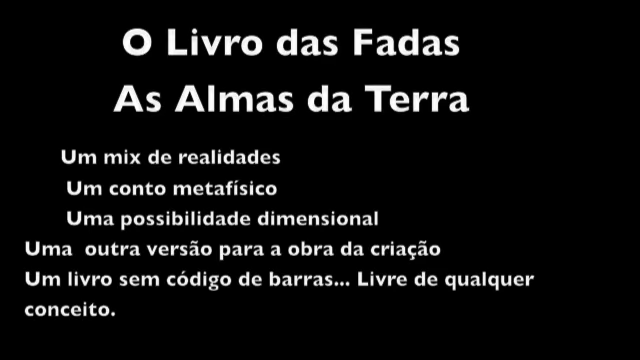 O Livro das Fadas
As Almas da Terra
Um mix de realidades
Um conto metafísico
Uma possibilidade dimensional
Uma outra versão para a obra da criação
Um livro sem código de barras... Livre de qualquer
conceito.